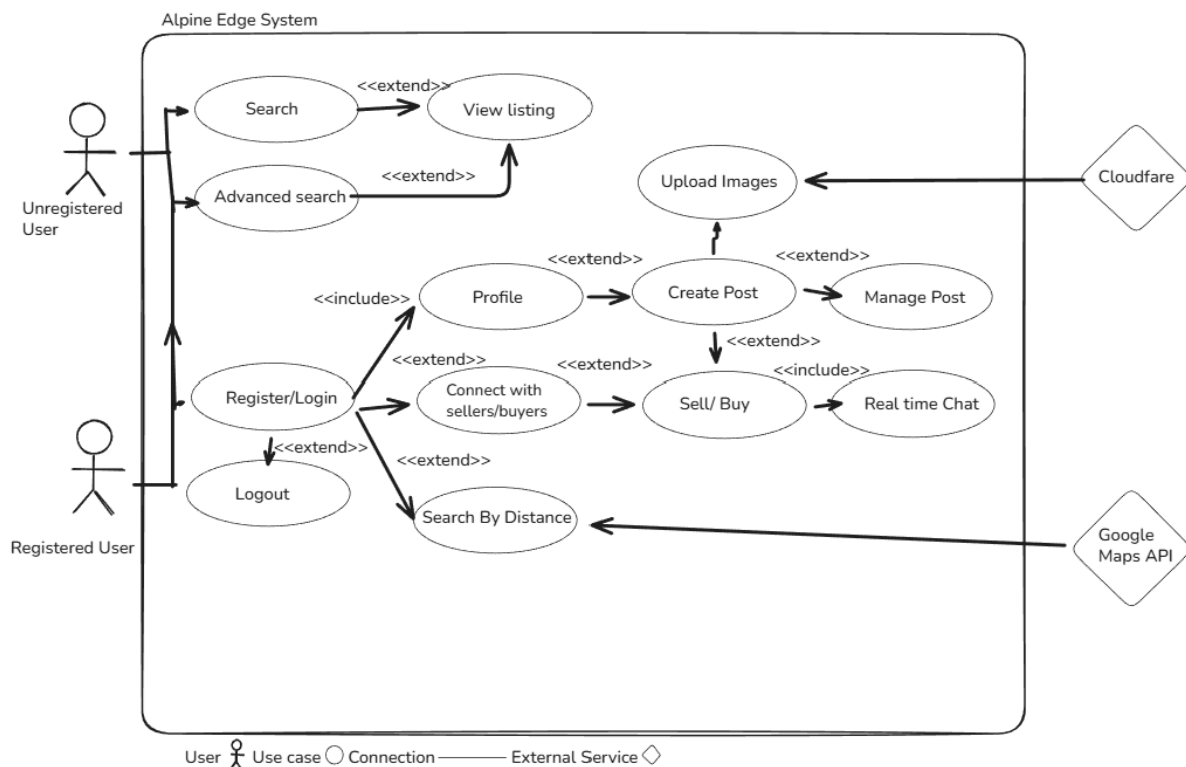 Alpine Edge System
<<extend>>
Search
View listing
<<extend>>
Advanced search
Unregistered
User
Upload Images
Cloudfare
<<extend>>
<<extend>>
<<include>>
Profile
Create Post
Manage Post
<<extend>>
<<extend>>
<<extend>>
<<include>>
Register/Login
Connect with
sellers/buyers
Sell/ Buy
Real time Chat
<<extend>>
<<extend>>
Logout
Search By Distance
Registered User
Google
Maps API
User Use case Connection External Service